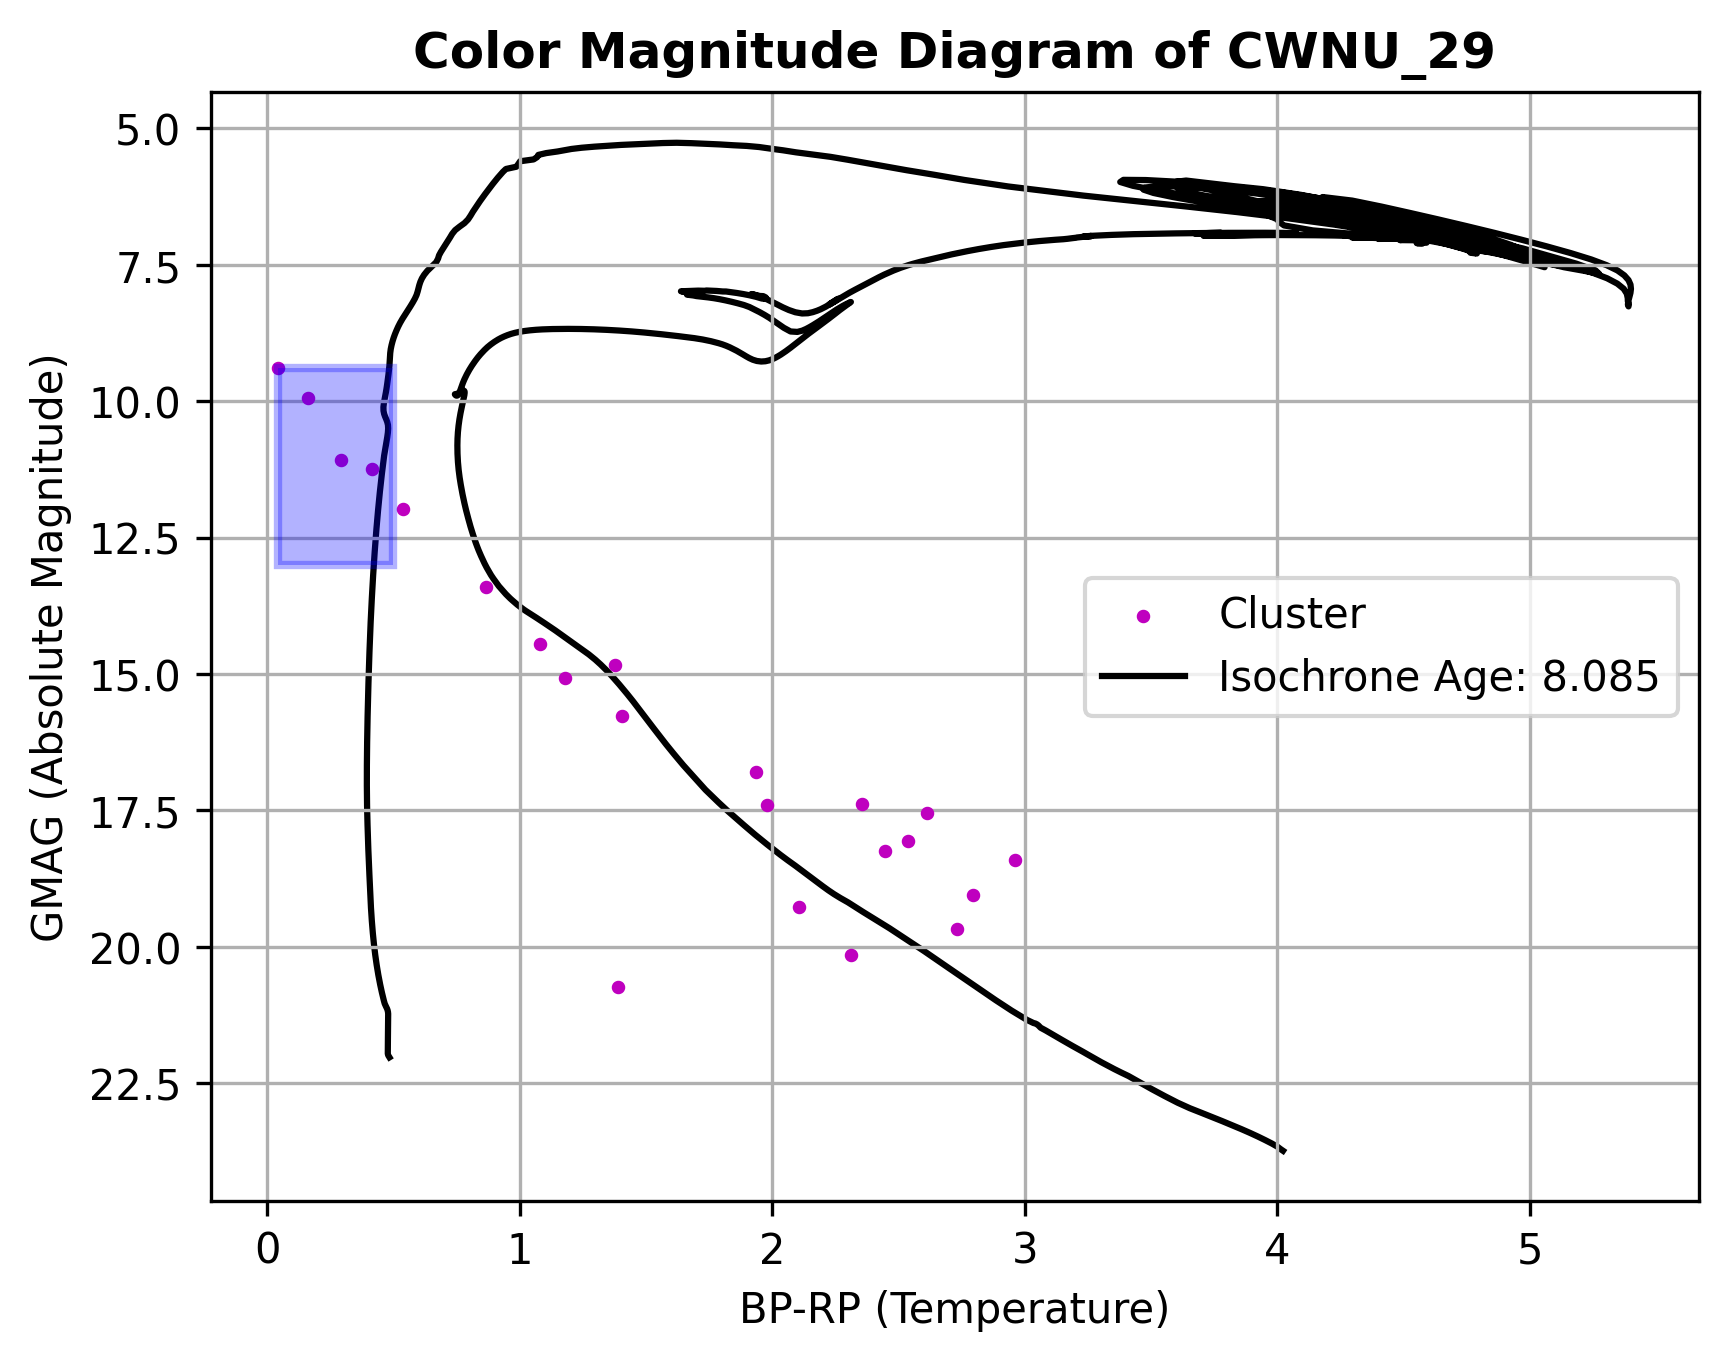 Color Magnitude Diagram of CWNU_29
GMAG (Absolute Magnitude)
5.0
7.5
10.0
12.5
15.0
17.5
20.0
22.5
Cluster
Isochrone Age: 8.085
0 1 2 3 4 5
BP-RP (Temperature)